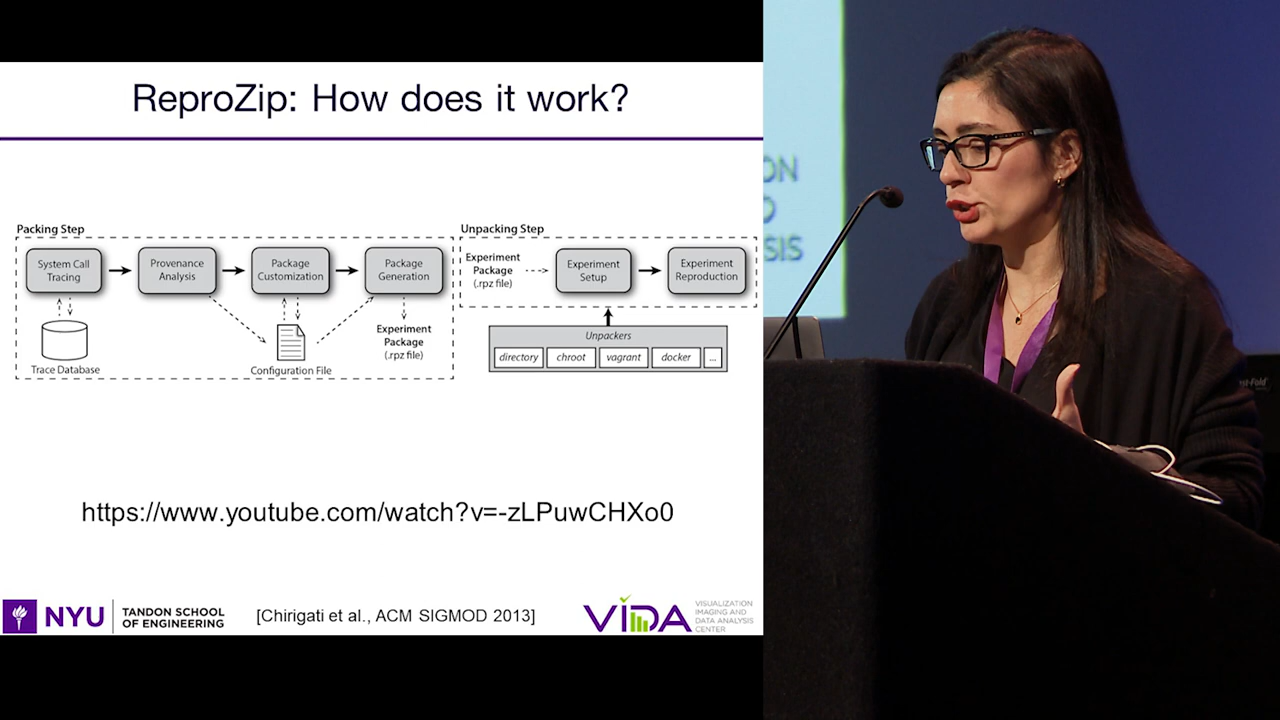 ReproZip: How does it work?
Packing Step
System Call
Tracing
Provenance
Analysis
Package
Customization
Package
Generation
Trace Database
Configuration File
Experiment
Package
(.rpz file)
Unpacking Step
Experiment
Package
(.rpz file)
Experiment
Setup
Experiment
Reproduction
Unpackers
directory
chroot
vagrant
docker
...
https://www.youtube.com/watch?v=-zLPuwCHXo0
NYU
TANDON SCHOOL
OF ENGINEERING
[Chirigati et al., ACM SIGMOD 2013]
VIDA
VISUALIZATION
IMAGING AND
DATA ANALYSIS
CENTER